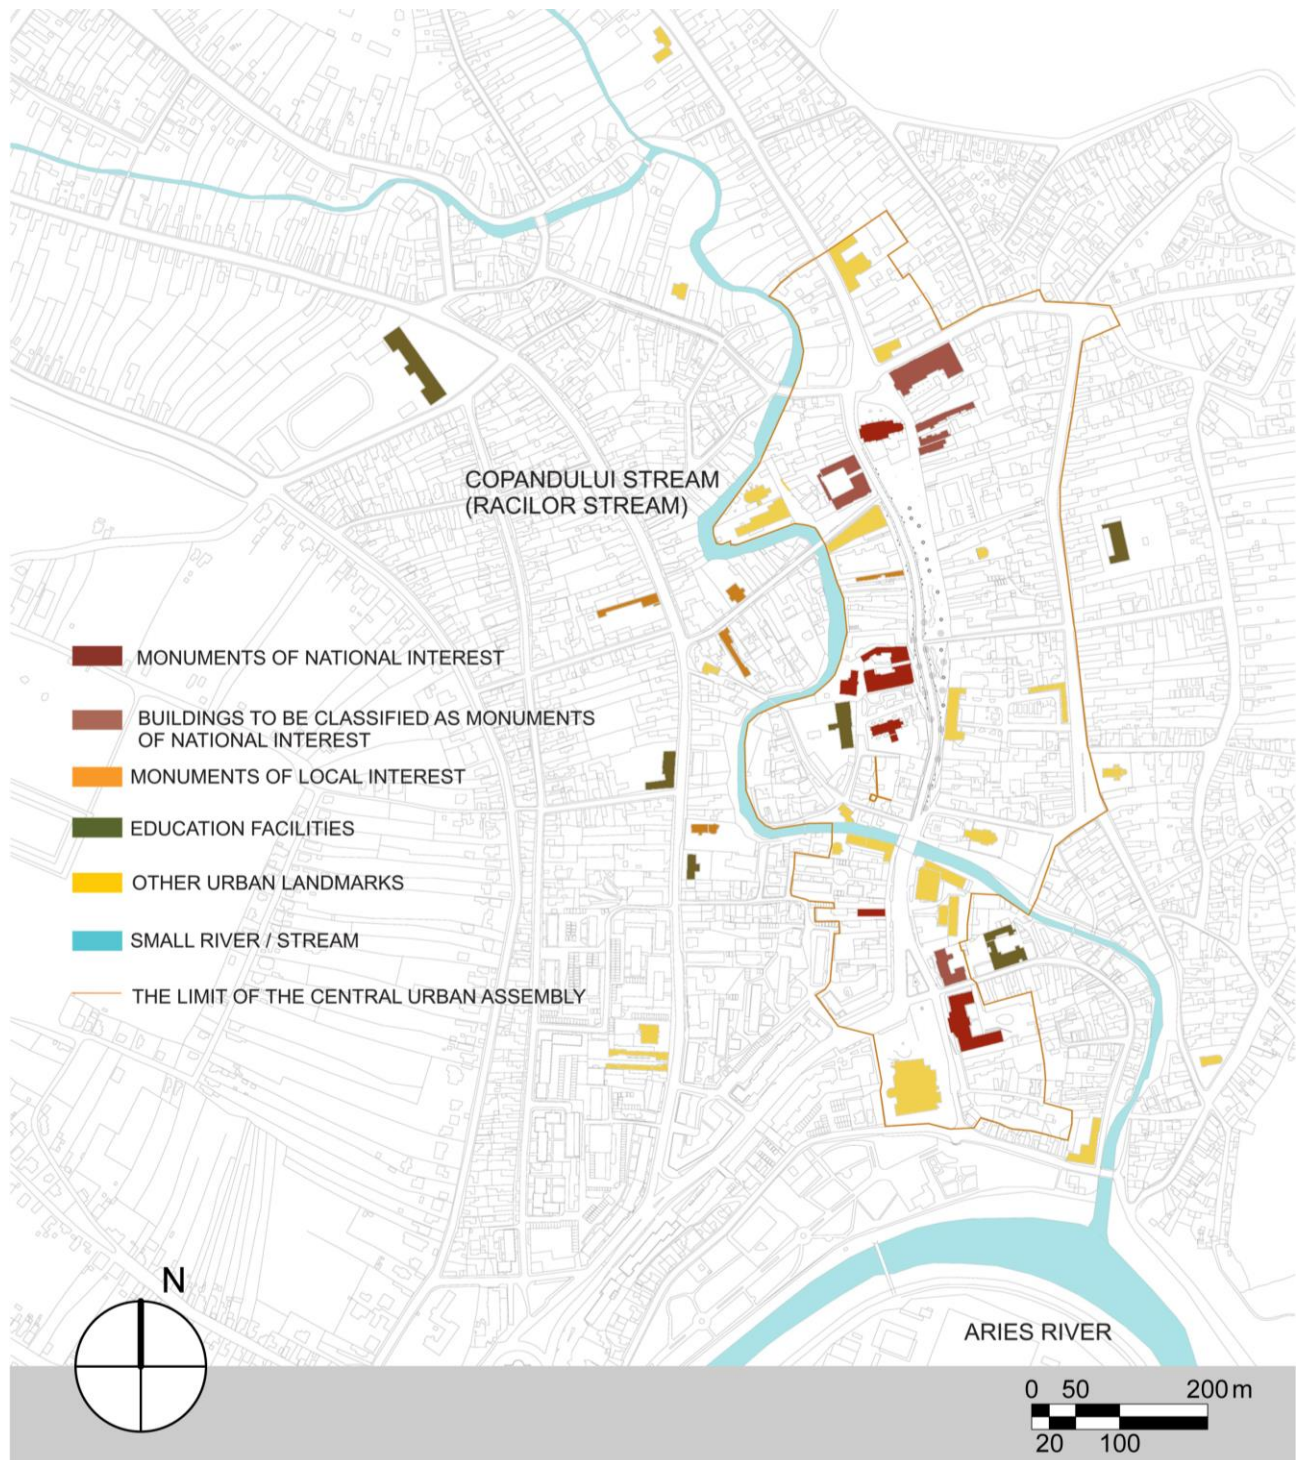 COPANDULUI STREAM
(RACILOR STREAM)
MONUMENTS OF NATIONAL INTEREST
BUILDINGS TO BE CLASSIFIED AS MONUMENTS
OF NATIONAL INTEREST
MONUMENTS OF LOCAL INTEREST
EDUCATION FACILITIES
OTHER URBAN LANDMARKS
SMALL RIVER / STREAM
THE LIMIT OF THE CENTRAL URBAN ASSEMBLY
N
ARIES RIVER
0 50 200 m
20 100